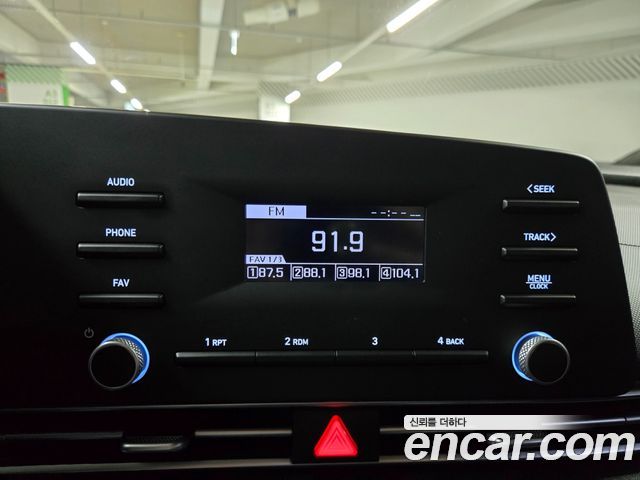 AUDIO
PHONE
FAV
FM --:--
91.9
FAV 1/3
1 87.5 2 88.1 3 98.1 4 104.1
<SEEK
TRACK>
MENU
CLOCK
1 RPT 2 RDM 3 4 BACK
신뢰를 더하다
encar.com